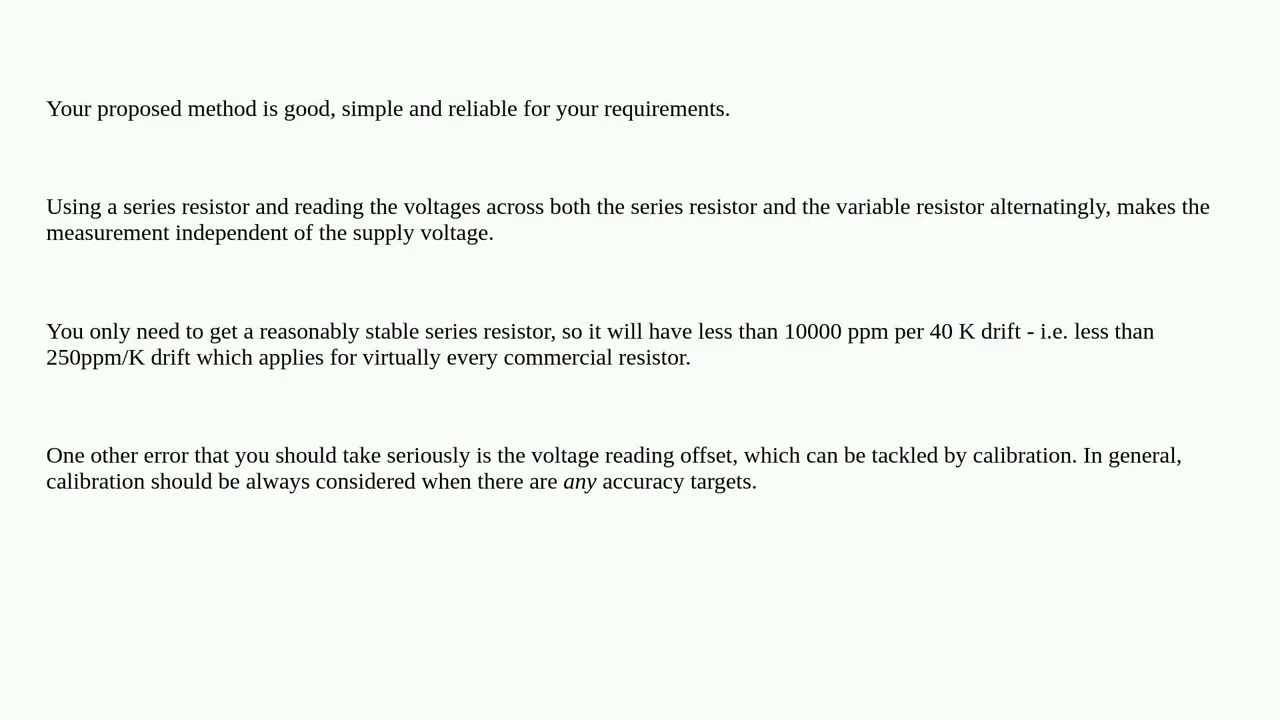 Your proposed method is good, simple and reliable for your requirements.
Using a series resistor and reading the voltages across both the series resistor and the variable resistor alternatingly, makes the
measurement independent of the supply voltage.
You only need to get a reasonably stable series resistor, so it will have less than 10000 ppm per 40 K drift - i.e. less than
250ppm/K drift which applies for virtually every commercial resistor.
One other error that you should take seriously is the voltage reading offset, which can be tackled by calibration. In general,
calibration should be always considered when there are any accuracy targets.